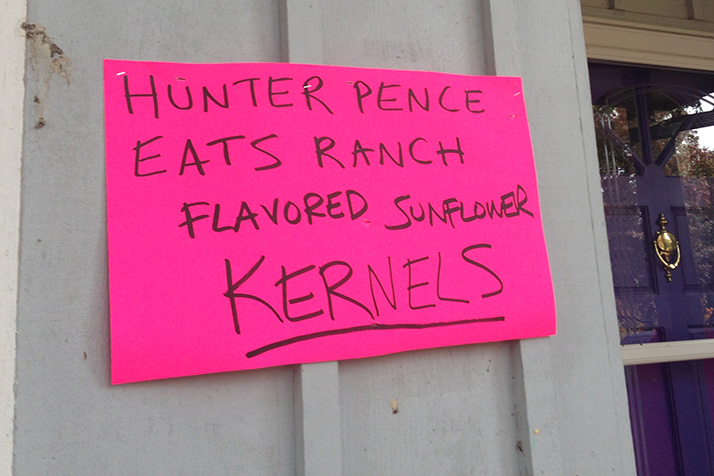 HUNTER PENCE
EATS RANCH
FLAVORED SUNFLOWER
KERNELS